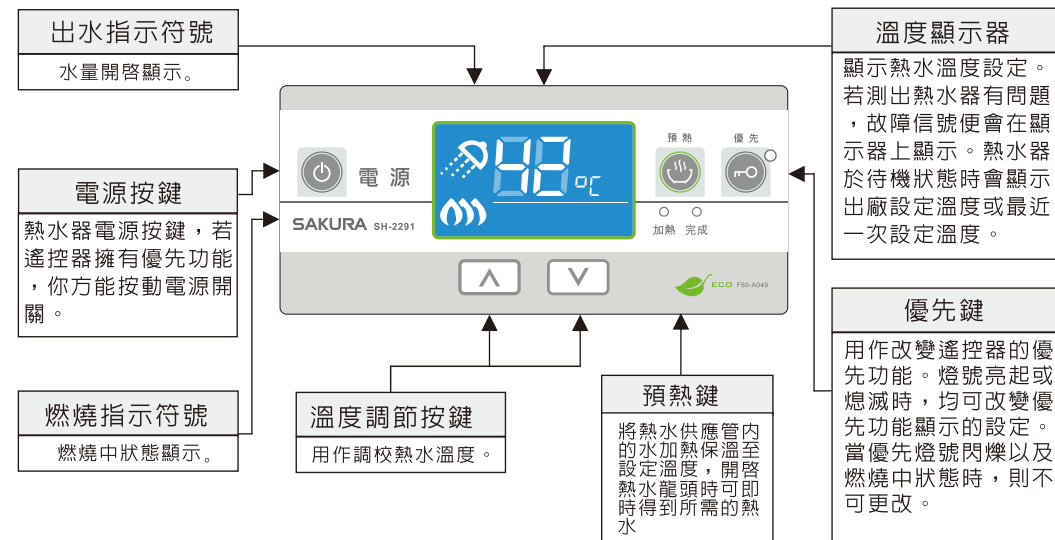 出水指示符號
水量開啓顯示。
電源按鍵
熱水器電源按鍵，若
遙控器擁有優先功能
，你方能按動電源開
關。
燃燒指示符號
燃燒中狀態顯示。
電源
SAKURA SH-2291
42℃
預熱
優先
加熱 完成
ECO F50-A049
溫度調節按鍵
用作調校熱水溫度。
預熱鍵
將熱水供應管內
的水加熱保溫至
設定溫度，開啓
熱水龍頭時可即
時得到所需的熱
水
溫度顯示器
顯示熱水溫度設定。
若測出熱水器有問題
，故障信號便會在顯
示器上顯示。熱水器
於待機狀態時會顯示
出廠設定溫度或最近
一次設定溫度。
優先鍵
用作改變遙控器的優
先功能。燈號亮起或
熄滅時，均可改變優
先功能顯示的設定。
當優先燈號閃爍以及
燃燒中狀態時，則不
可更改。